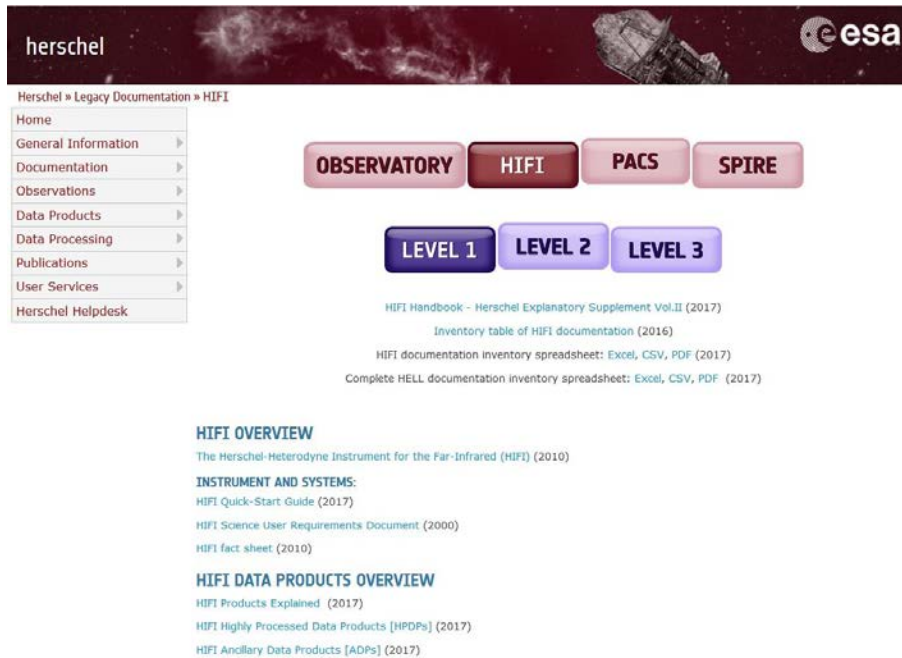 herschel
esa
Herschel » Legacy Documentation » HIFI
Home
General Information
Documentation
Observations
Data Products
Data Processing
Publications
User Services
Herschel Helpdesk
OBSERVATORY HIFI PACS SPIRE
LEVEL 1 LEVEL 2 LEVEL 3
HIFI Handbook - Herschel Explanatory Supplement Vol.II (2017)
Inventory table of HIFI documentation (2016)
HIFI documentation inventory spreadsheet: Excel, CSV, PDF (2017)
Complete HELL documentation inventory spreadsheet: Excel, CSV, PDF (2017)
HIFI OVERVIEW
The Herschel-Heterodyne Instrument for the Far-Infrared (HIFI) (2010)
INSTRUMENT AND SYSTEMS:
HIFI Quick-Start Guide (2017)
HIFI Science User Requirements Document (2000)
HIFI fact sheet (2010)
HIFI DATA PRODUCTS OVERVIEW
HIFI Products Explained (2017)
HIFI Highly Processed Data Products [HPDPs] (2017)
HIFI Ancillary Data Products [ADPs] (2017)